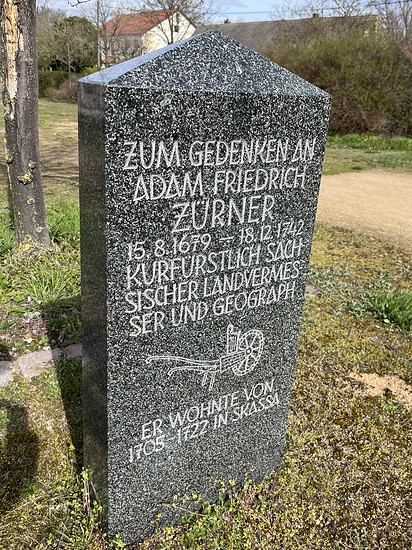 ZUM GEDENKEN AN
ADAM FRIEDRICH
ZÜRNER
15.8.1679 – 18.12.1742
KURFÜRSTLICH SÄCH
SISCHER LANDVERMES
SER UND GEOGRAPH.
ER WOHNTE VON
1705-1722 IN SKASSA